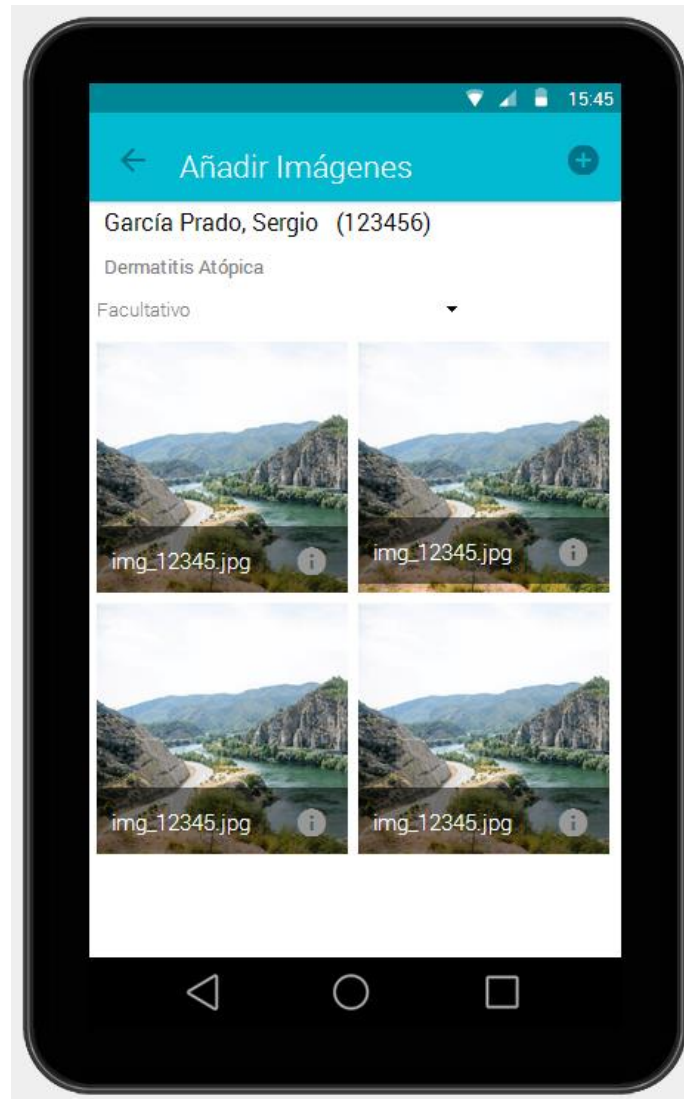 15:45
Añadir Imágenes
García Prado, Sergio (123456)
Dermatitis Atópica
Facultativo
img_12345.jpg
img_12345.jpg
img_12345.jpg
img_12345.jpg